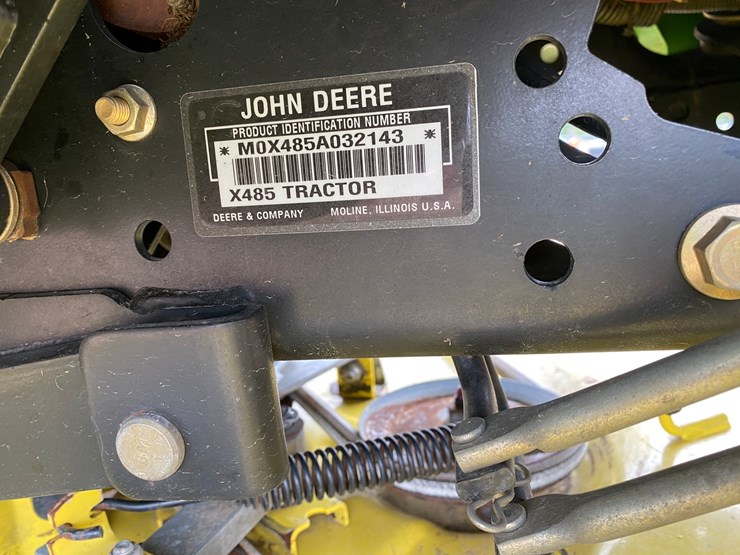 JOHN DEERE
PRODUCT IDENTIFICATION NUMBER
* M0X485A032143 *
X485 TRACTOR
DEERE & COMPANY MOLINE, ILLINOIS U.S.A.